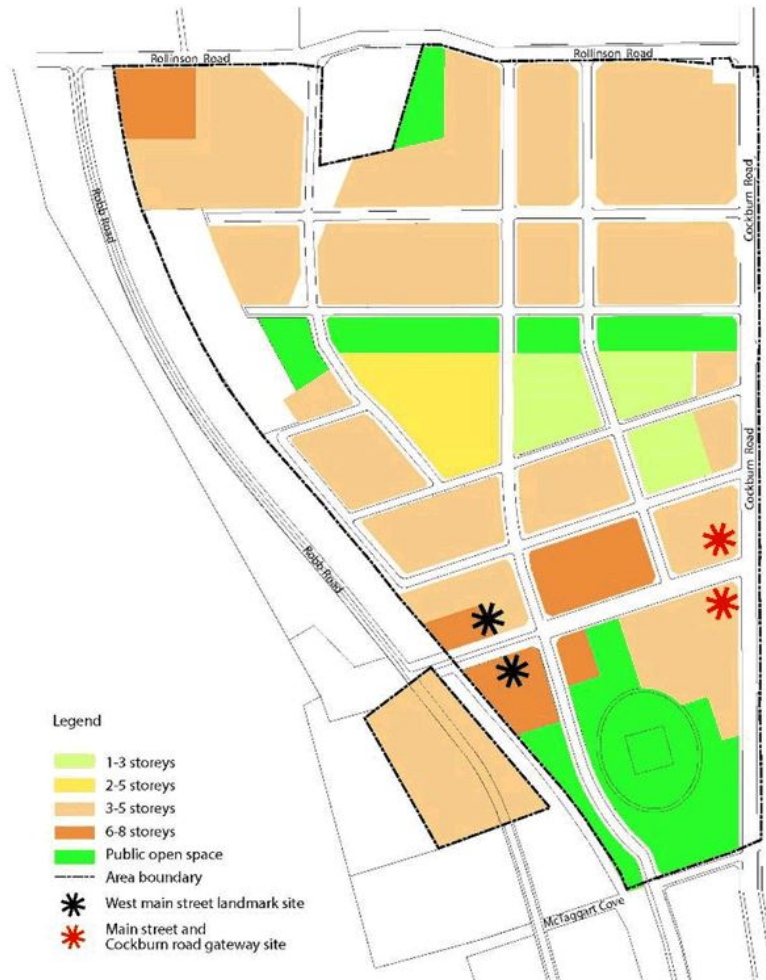 Rollinson Road
Rollinson Road
Cockburn Road
Robb Road
Cockburn Road
Robb Road
Legend
1-3 storeys
2-5 storeys
3-5 storeys
6-8 storeys
Public open space
Area boundary
West main street landmark site
Main street and
Cockburn road gateway site
McTaggart Cove